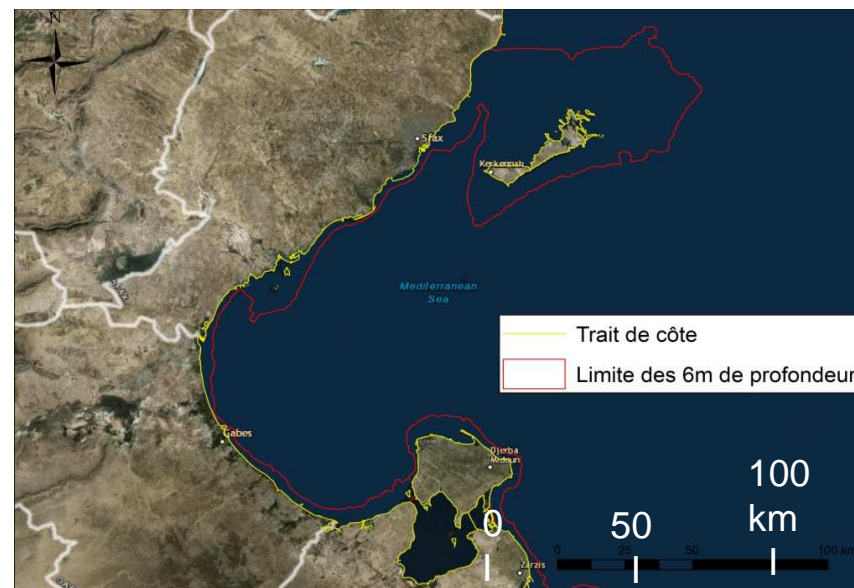 N
Sfax
Kerkennah
Mediterranean
Sea
Trait de côte
Limite des 6m de profondeur
Gabes
Djerba
Midoun
100
km
0
50
0
25
50
100 km
Zarzis